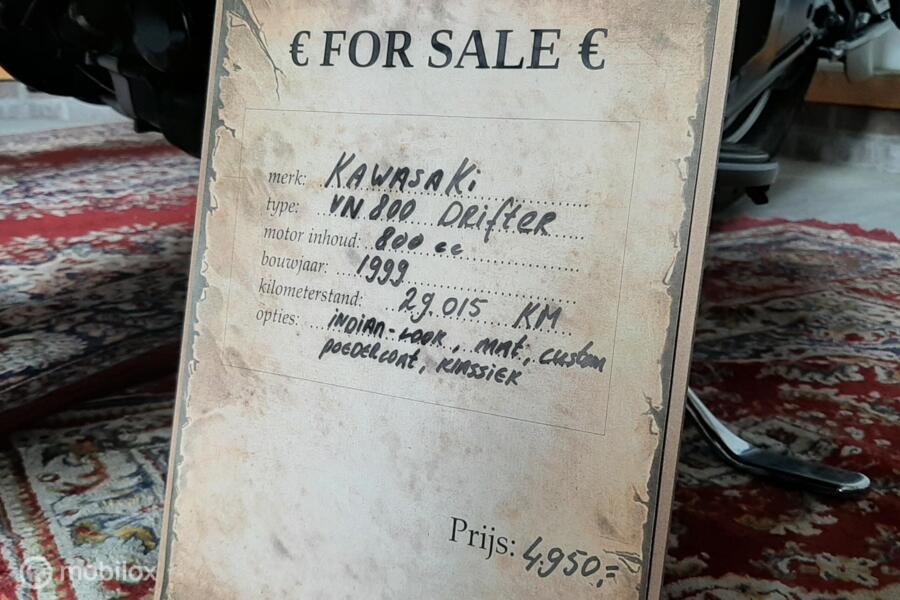 € FOR SALE €
merk: KAWASAKi
type: VN 800 DRifTER
motor inhoud: 800 cc
bouwjaar: 1999
kilometerstand: 29.015 KM
opties: iNDiAN-LOOK, MAT, CUSTOM
POEDERCOAT, KLASSIEK
Prijs: 4.950,=
mobilox